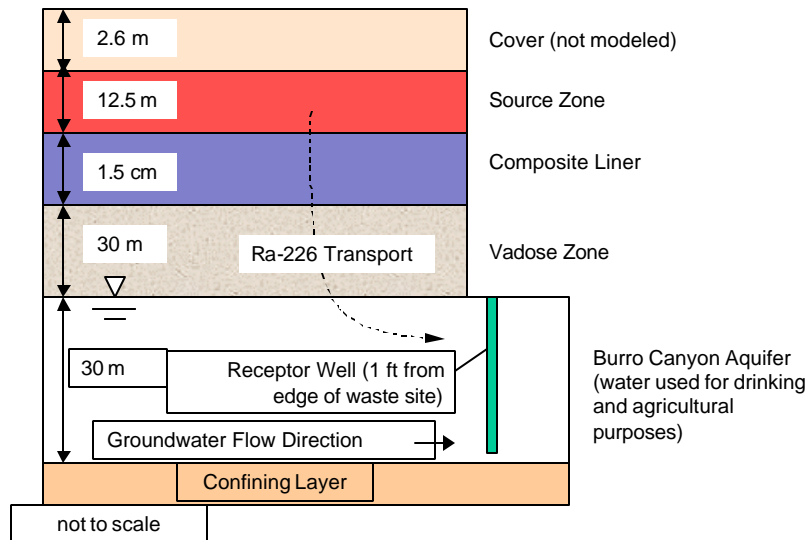 2.6 m
Cover (not modeled)
12.5 m
Source Zone
1.5 cm
Composite Liner
30 m
Ra-226 Transport
Vadose Zone
30 m
Receptor Well (1 ft from
edge of waste site)
Burro Canyon Aquifer
(water used for drinking
and agricultural
purposes)
Groundwater Flow Direction
Confining Layer
not to scale